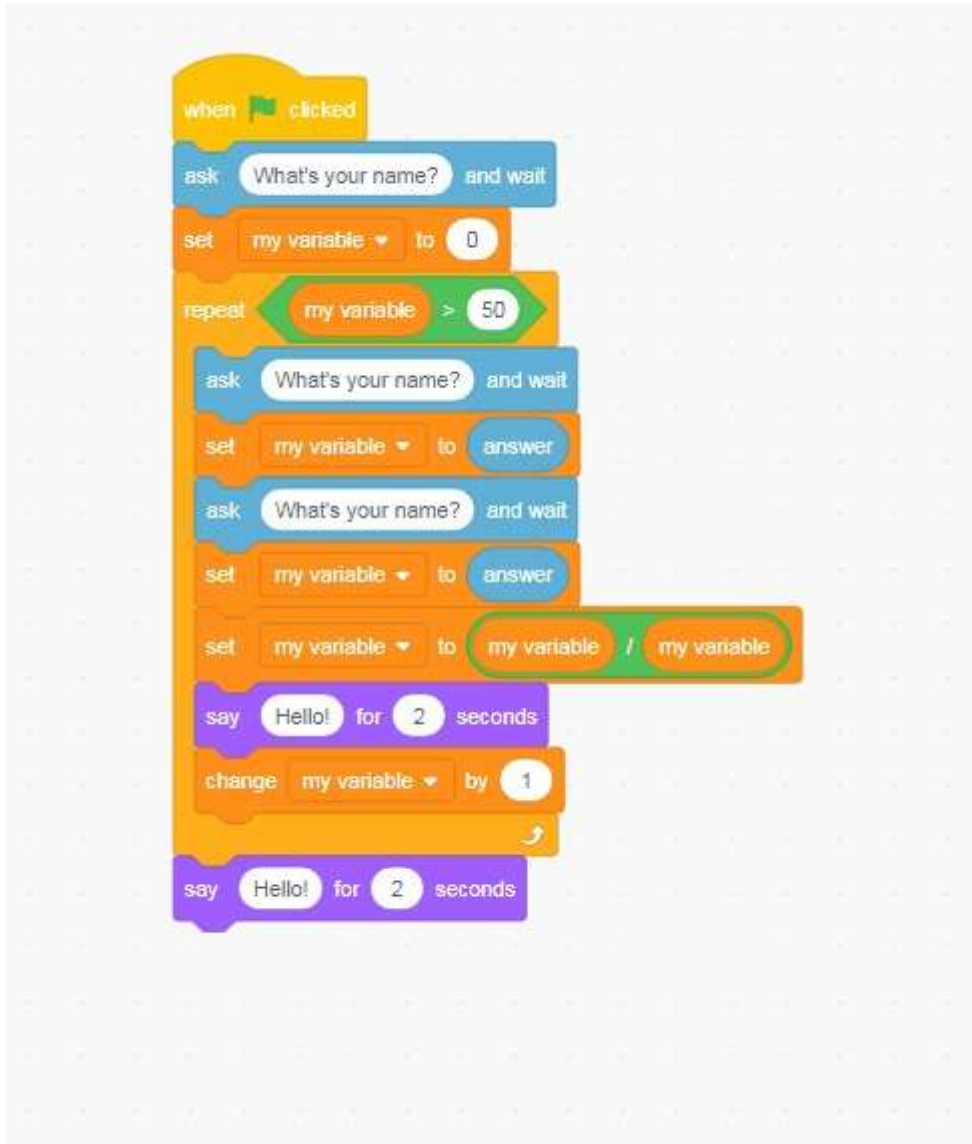 when clicked
ask What's your name? and wait
set my variable to 0
repeat my variable > 50
ask What's your name? and wait
set my variable to answer
ask What's your name? and wait
set my variable to answer
set my variable to my variable / my variable
say Hello! for 2 seconds
change my variable by 1
say Hello! for 2 seconds